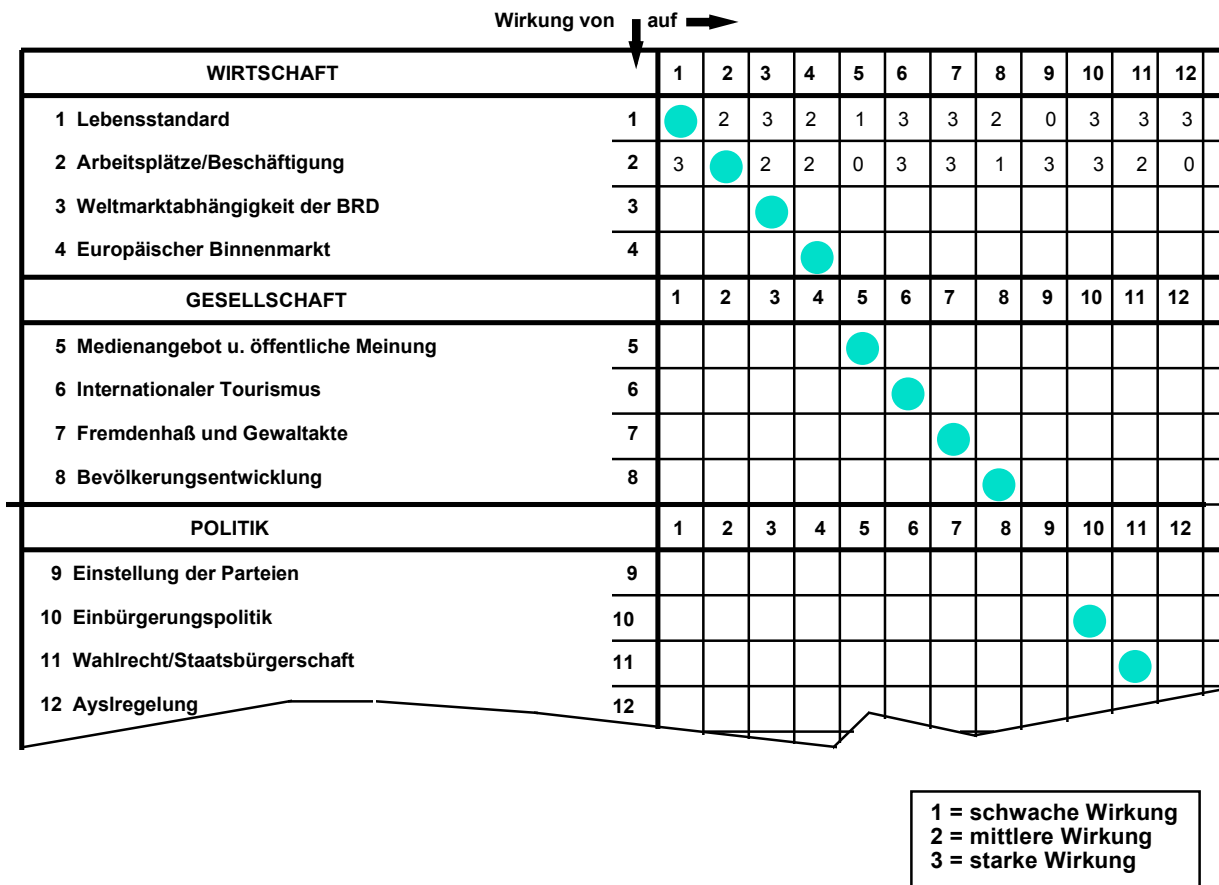 Wirkung von auf
WIRTSCHAFT 1 2 3 4 5 6 7 8 9 10 11 12
1 Lebensstandard 1 2 3 2 1 3 3 2 0 3 3 3
2 Arbeitsplätze/Beschäftigung 2 3 2 2 0 3 3 1 3 3 2 0
3 Weltmarktabhängigkeit der BRD 3
4 Europäischer Binnenmarkt 4
GESELLSCHAFT 1 2 3 4 5 6 7 8 9 10 11 12
5 Medienangebot u. öffentliche Meinung 5
6 Internationaler Tourismus 6
7 Fremdenhaß und Gewaltakte 7
8 Bevölkerungsentwicklung 8
POLITIK 1 2 3 4 5 6 7 8 9 10 11 12
9 Einstellung der Parteien 9
10 Einbürgerungspolitik 10
11 Wahlrecht/Staatsbürgerschaft 11
12 Ayslregelung 12
1 = schwache Wirkung
2 = mittlere Wirkung
3 = starke Wirkung